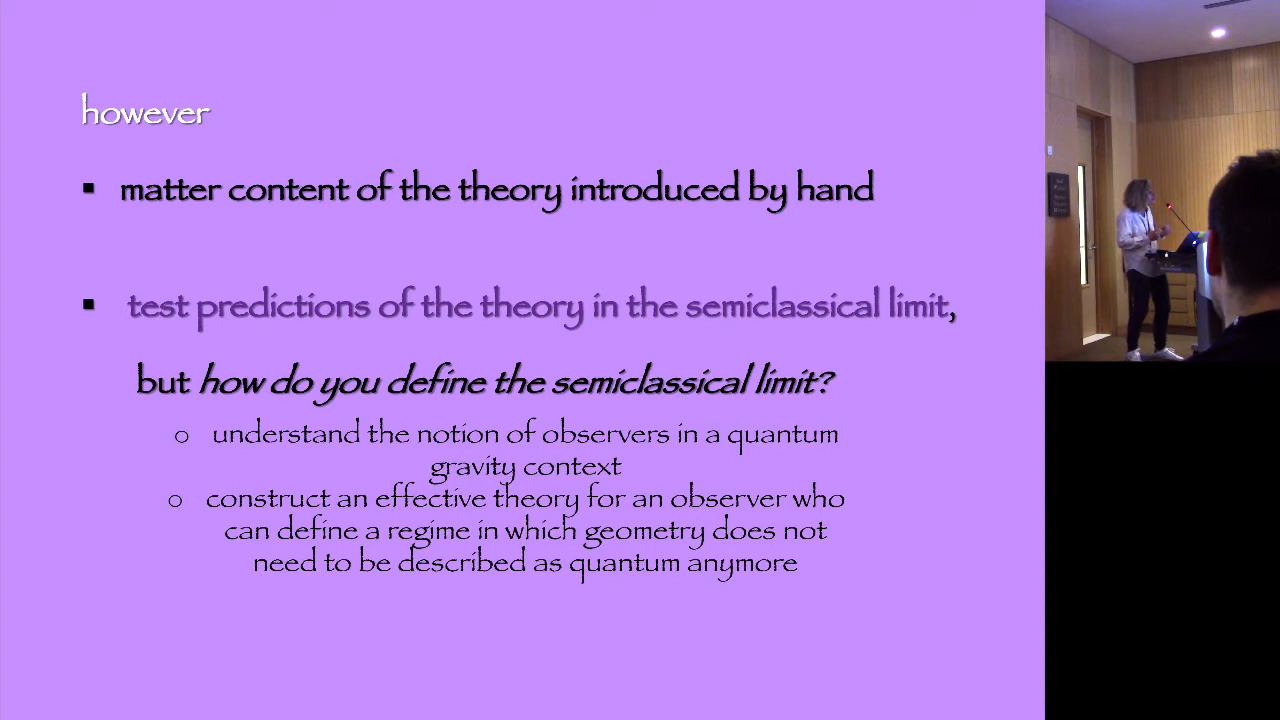 however
▪ matter content of the theory introduced by hand
▪ test predictions of the theory in the semiclassical limit,
but how do you define the semiclassical limit?
o understand the notion of observers in a quantum
gravity context
o construct an effective theory for an observer who
can define a regime in which geometry does not
need to be described as quantum anymore